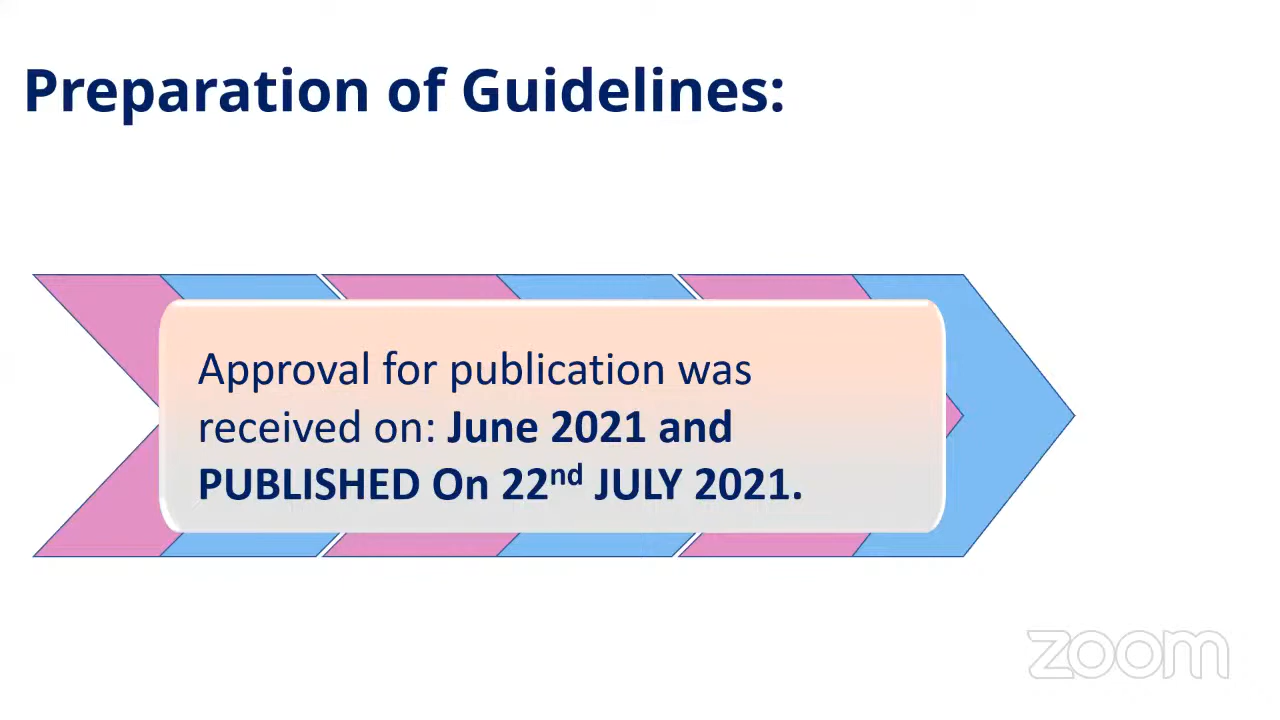 Preparation of Guidelines:
Approval for publication was
received on: June 2021 and
PUBLISHED On 22nd JULY 2021.
zoom